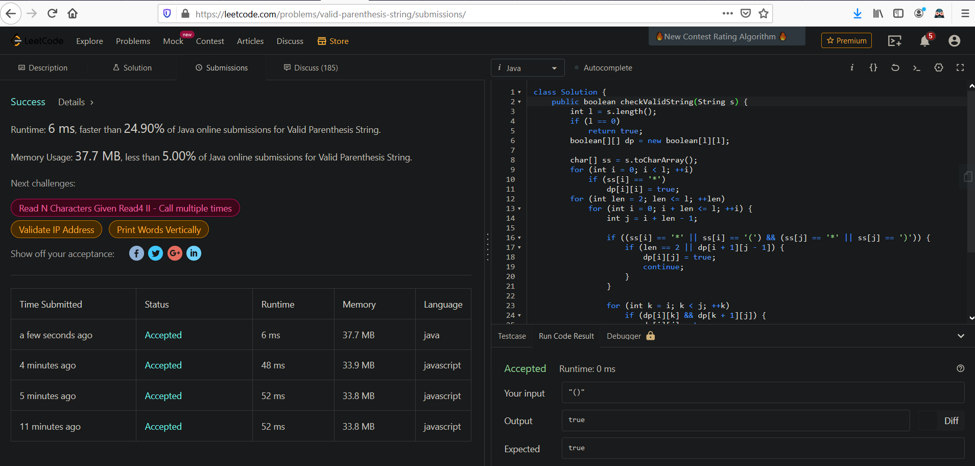 https://leetcode.com/problems/valid-parenthesis-string/submissions/
LeetCode Explore Problems Mock new Contest Articles Discuss Store New Contest Rating Algorithm Premium 5
Description Solution Submissions Discuss (185) i Java Autocomplete
Success Details >
Runtime: 6 ms, faster than 24.90% of Java online submissions for Valid Parenthesis String.
Memory Usage: 37.7 MB, less than 5.00% of Java online submissions for Valid Parenthesis String.
Next challenges:
Read N Characters Given Read4 II - Call multiple times
Validate IP Address Print Words Vertically
Show off your acceptance:
Time Submitted Status Runtime Memory Language
a few seconds ago Accepted 6 ms 37.7 MB java
4 minutes ago Accepted 48 ms 33.9 MB javascript
5 minutes ago Accepted 52 ms 33.8 MB javascript
11 minutes ago Accepted 52 ms 33.8 MB javascript
1 class Solution {
2 public boolean checkValidString(String s) {
3 int l = s.length();
4 if (l == 0)
5 return true;
6 boolean[][] dp = new boolean[l][l];
7
8 char[] ss = s.toCharArray();
9 for (int i = 0; i < l; ++i)
10 if (ss[i] == '*')
11 dp[i][i] = true;
12 for (int len = 2; len <= l; ++len)
13 for (int i = 0; i + len <= l; ++i) {
14 int j = i + len - 1;
15
16 if ((ss[i] == '*' || ss[i] == '(') && (ss[j] == '*' || ss[j] == ')')) {
17 if (len == 2 || dp[i + 1][j - 1]) {
18 dp[i][j] = true;
19 continue;
20 }
21 }
22
23 for (int k = i; k < j; ++k)
24 if (dp[i][k] && dp[k + 1][j]) {
Testcase Run Code Result Debugger
Accepted Runtime: 0 ms
Your input "()"
Output true Diff
Expected true